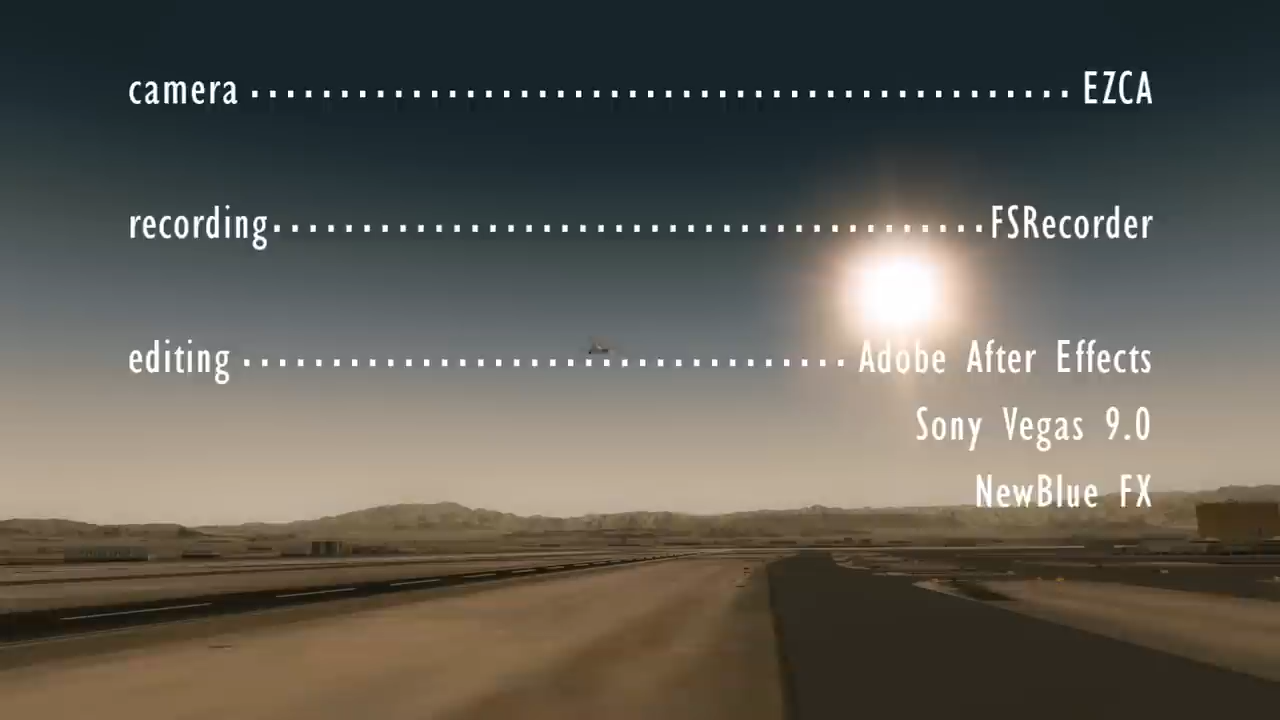 camera .............................................. EZCA
recording........................................FSRecorder
editing .................................. Adobe After Effects
Sony Vegas 9.0
NewBlue FX